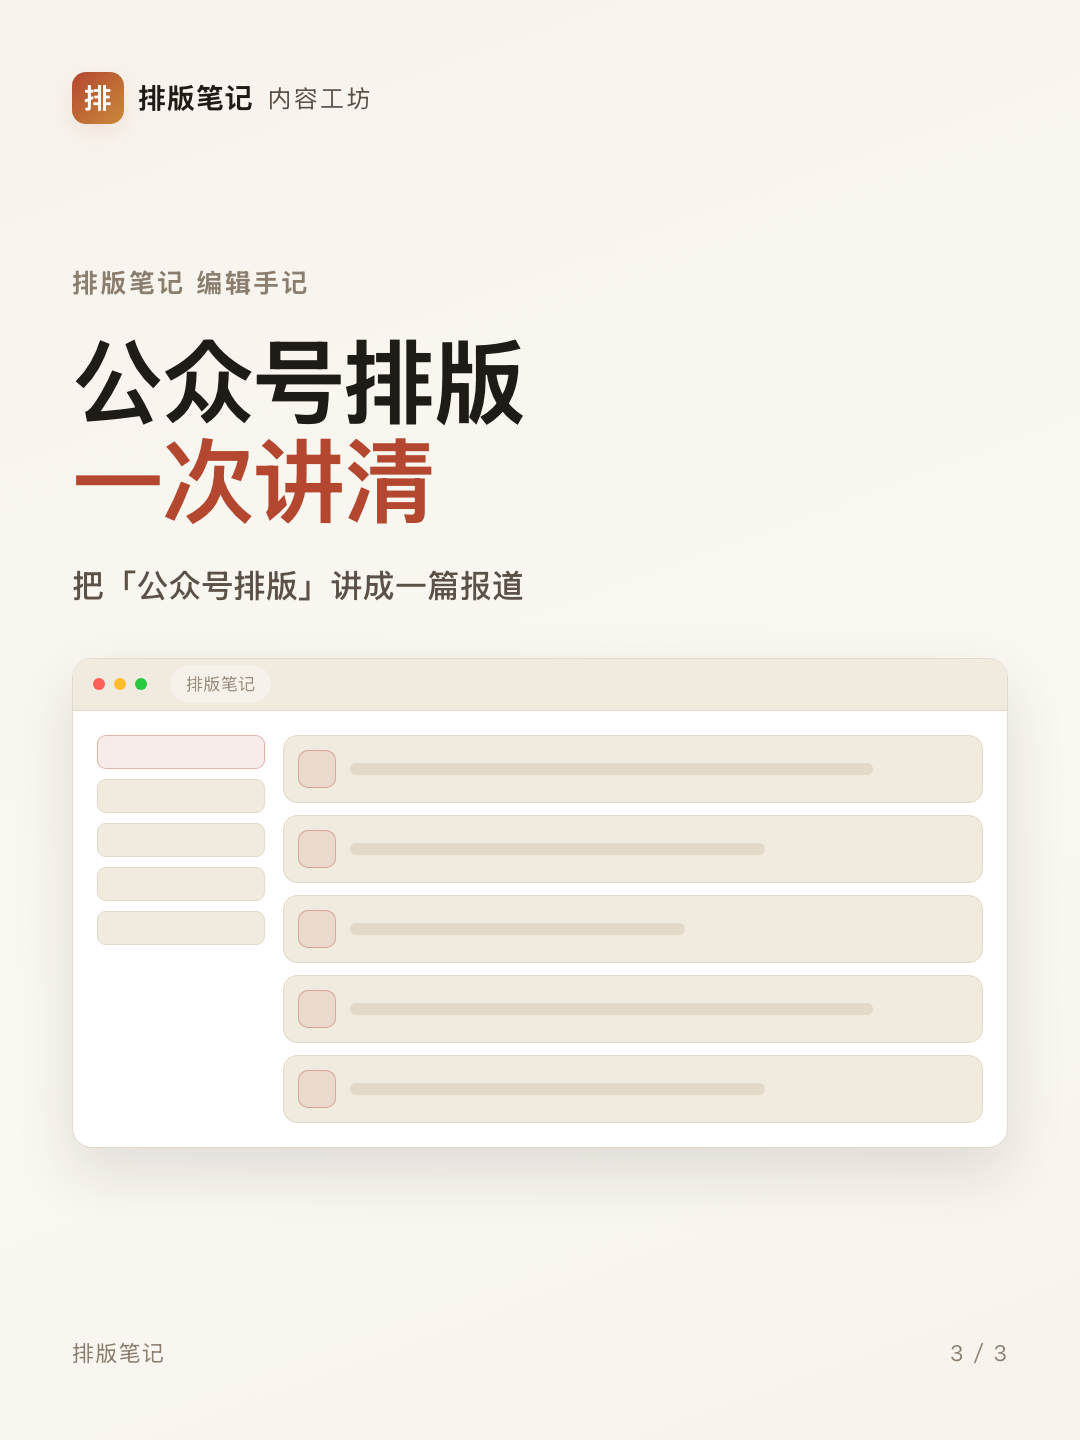 排 排版笔记 内容工坊
排版笔记 编辑手记
公众号排版
一次讲清
把「公众号排版」讲成一篇报道
排版笔记
排版笔记
3 / 3